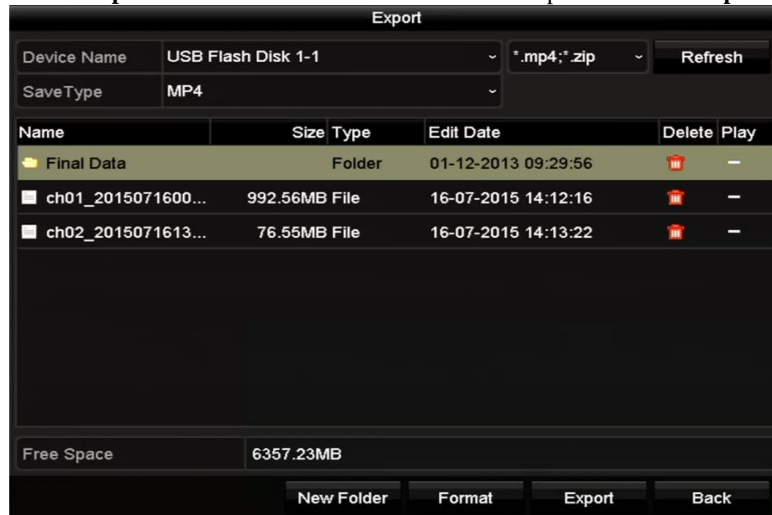 Export
Device Name USB Flash Disk 1-1 *.mp4;*.zip Refresh
SaveType MP4
Name Size Type Edit Date Delete Play
Final Data Folder 01-12-2013 09:29:56
ch01_2015071600... 992.56MB File 16-07-2015 14:12:16
ch02_2015071613... 76.55MB File 16-07-2015 14:13:22
Free Space 6357.23MB
New Folder Format Export Back